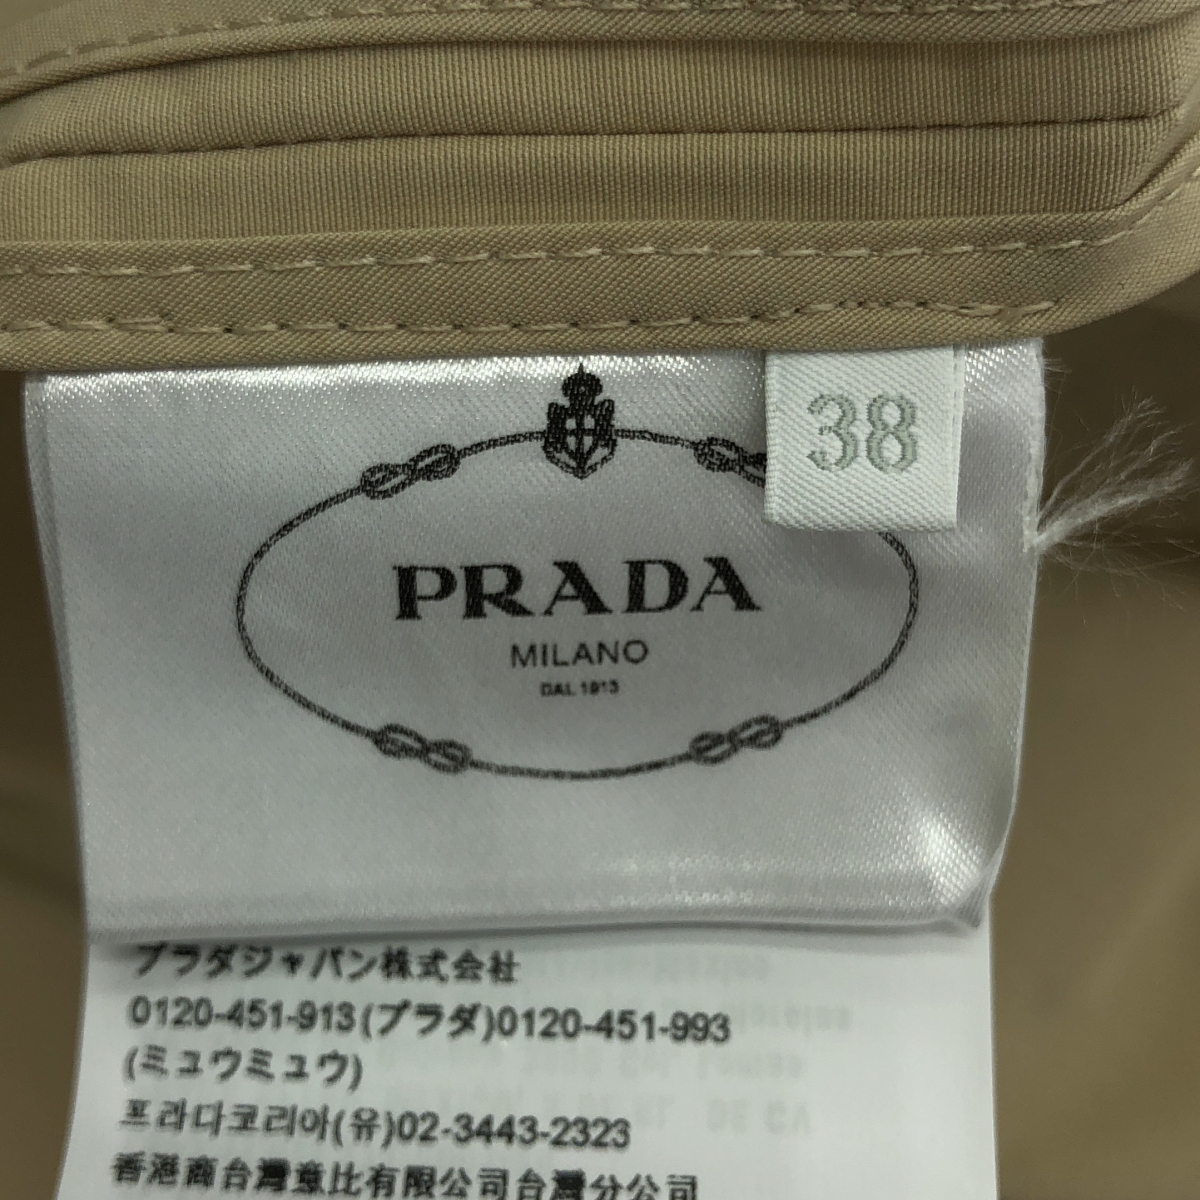 38
PRADA
MILANO
DAL 1913
プラダジャパン株式会社
0120-451-913(プラダ)0120-451-993
(ミュウミュウ)
프라다코리아(유)02-3443-2323
香港商台灣意比有限公司台灣分公司